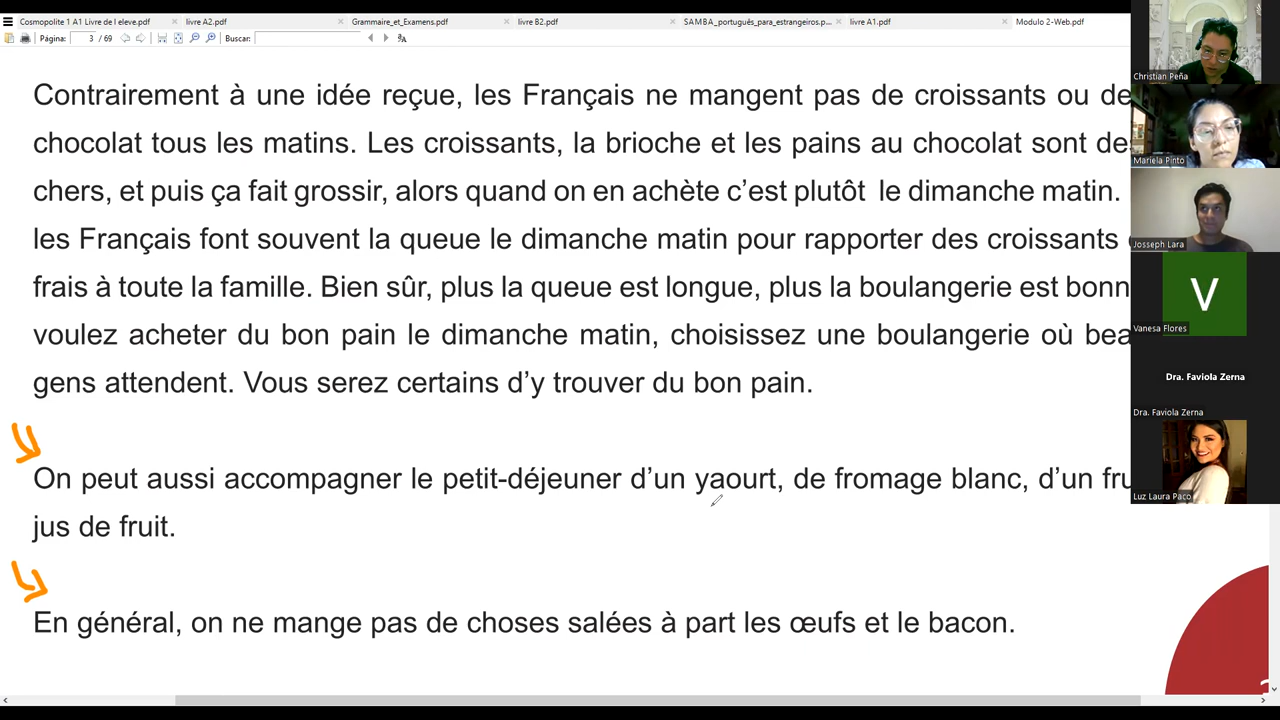 Cosmopolite 1 A1 Livre de l eleve.pdf × livre A2.pdf × Grammaire_et_Examens.pdf × livre B2.pdf × SAMBA_português_para_estrangeiros.p... × livre A1.pdf × Modulo 2-Web.pdf
Página: 3 / 69 Buscar:
Contrairement à une idée reçue, les Français ne mangent pas de croissants ou de
chocolat tous les matins. Les croissants, la brioche et les pains au chocolat sont
chers, et puis ça fait grossir, alors quand on en achète c’est plutôt le dimanche matin.
les Français font souvent la queue le dimanche matin pour rapporter des croissants
frais à toute la famille. Bien sûr, plus la queue est longue, plus la boulangerie est
voulez acheter du bon pain le dimanche matin, choisissez une boulangerie où
gens attendent. Vous serez certains d’y trouver du bon pain.
On peut aussi accompagner le petit-déjeuner d’un yaourt, de fromage blanc, d’un
jus de fruit.
En général, on ne mange pas de choses salées à part les œufs et le bacon.
Christian Peña
Mariela Pinto
Josseph Lara
V
Vanesa Flores
Dra. Faviola Zerna
Dra. Faviola Zerna
Luz Laura Paco